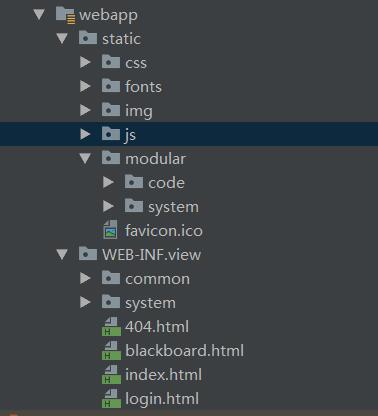 webapp
static
css
fonts
img
js
modular
code
system
favicon.ico
WEB-INF.view
common
system
404.html
blackboard.html
index.html
login.html